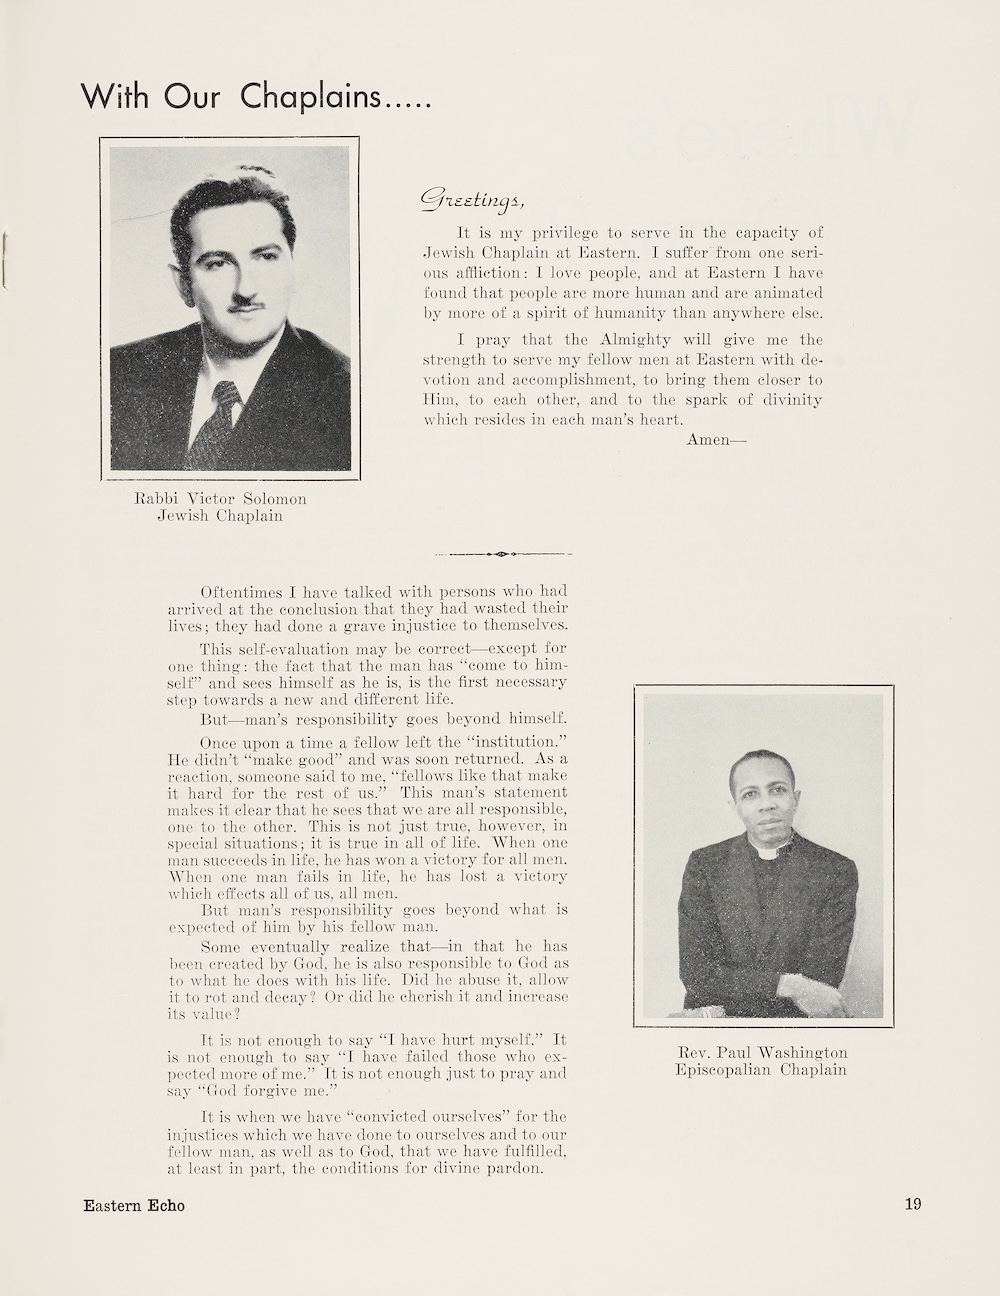 With Our Chaplains.....
Greetings,
It is my privilege to serve in the capacity of
Jewish Chaplain at Eastern. I suffer from one seri-
ous affliction: I love people, and at Eastern I have
found that people are more human and are animated
by more of a spirit of humanity than anywhere else.
I pray that the Almighty will give me the
strength to serve my fellow men at Eastern with de-
votion and accomplishment, to bring them closer to
Him, to each other, and to the spark of divinity
which resides in each man's heart.
Amen—
Rabbi Victor Solomon
Jewish Chaplain
Oftentimes I have talked with persons who had
arrived at the conclusion that they had wasted their
lives; they had done a grave injustice to themselves.
This self-evaluation may be correct—except for
one thing: the fact that the man has "come to him-
self" and sees himself as he is, is the first necessary
step towards a new and different life.
But—man's responsibility goes beyond himself.
Once upon a time a fellow left the "institution."
He didn't "make good" and was soon returned. As a
reaction, someone said to me, "fellows like that make
it hard for the rest of us." This man's statement
makes it clear that he sees that we are all responsible,
one to the other. This is not just true, however, in
special situations; it is true in all of life. When one
man succeeds in life, he has won a victory for all men.
When one man fails in life, he has lost a victory
which effects all of us, all men.
But man's responsibility goes beyond what is
expected of him by his fellow man.
Some eventually realize that—in that he has
been created by God, he is also responsible to God as
to what he does with his life. Did he abuse it, allow
it to rot and decay? Or did he cherish it and increase
its value?
It is not enough to say "I have hurt myself." It
is not enough to say "I have failed those who ex-
pected more of me." It is not enough just to pray and
say "God forgive me."
It is when we have "convicted ourselves" for the
injustices which we have done to ourselves and to our
fellow man, as well as to God, that we have fulfilled,
at least in part, the conditions for divine pardon.
Rev. Paul Washington
Episcopalian Chaplain
Eastern Echo
19